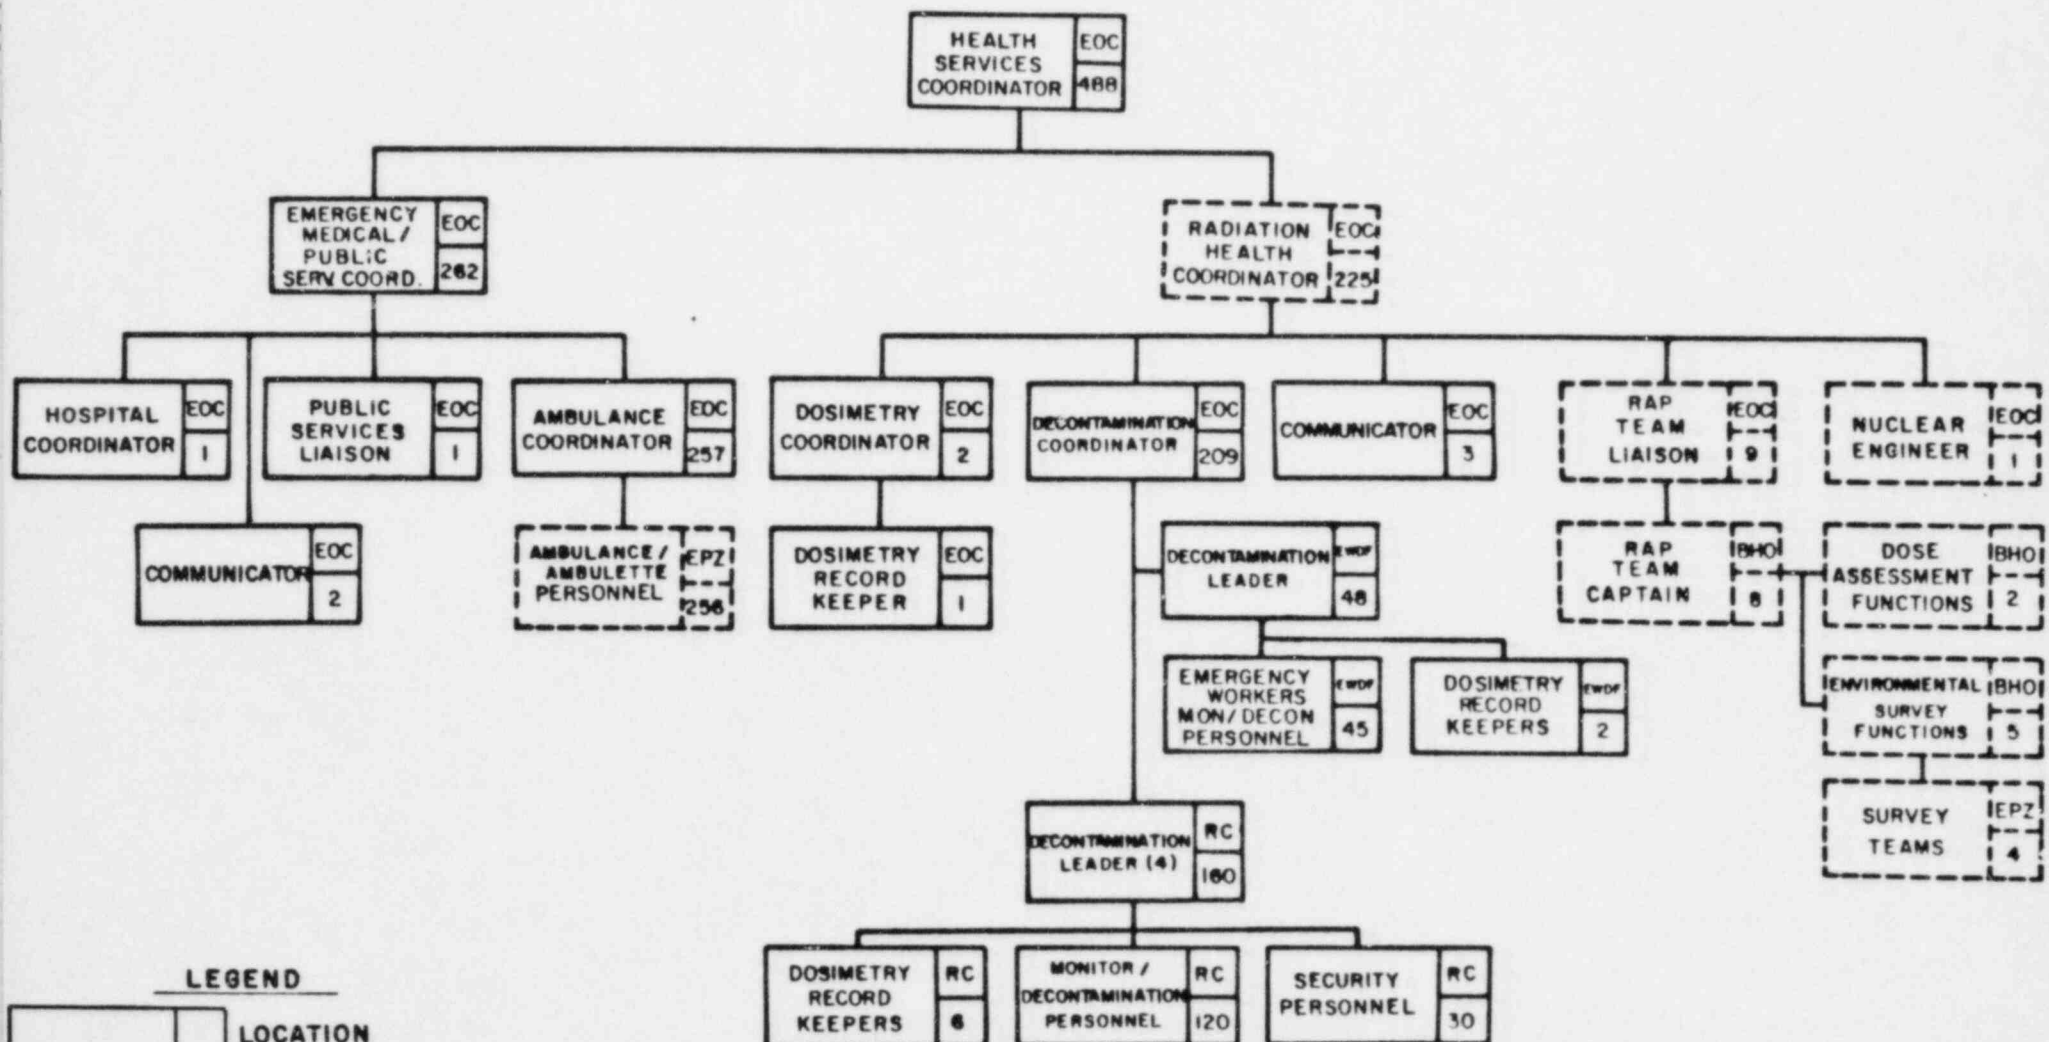 HEALTH
SERVICES
COORDINATOR
EOC
488
EMERGENCY
MEDICAL /
PUBLIC
SERV. COORD.
EOC
262
RADIATION
HEALTH
COORDINATOR
EOC
225
HOSPITAL
COORDINATOR
EOC
1
PUBLIC
SERVICES
LIAISON
EOC
1
AMBULANCE
COORDINATOR
EOC
257
DOSIMETRY
COORDINATOR
EOC
2
DECONTAMINATION
COORDINATOR
EOC
209
COMMUNICATOR
EOC
3
RAP
TEAM
LIAISON
EOC
9
NUCLEAR
ENGINEER
EOC
1
COMMUNICATOR
EOC
2
AMBULANCE /
AMBULETTE
PERSONNEL
EPZ
256
DOSIMETRY
RECORD
KEEPER
EOC
1
DECONTAMINATION
LEADER
EWDF
48
RAP
TEAM
CAPTAIN
BHO
8
DOSE
ASSESSMENT
FUNCTIONS
BHO
2
EMERGENCY
WORKERS
MON/DECON
PERSONNEL
EWDF
45
DOSIMETRY
RECORD
KEEPERS
EWDF
2
ENVIRONMENTAL
SURVEY
FUNCTIONS
BHO
5
SURVEY
TEAMS
EPZ
4
DECONTAMINATION
LEADER (4)
RC
160
DOSIMETRY
RECORD
KEEPERS
RC
6
MONITOR /
DECONTAMINATION
PERSONNEL
RC
120
SECURITY
PERSONNEL
RC
30
LEGEND
LOCATION